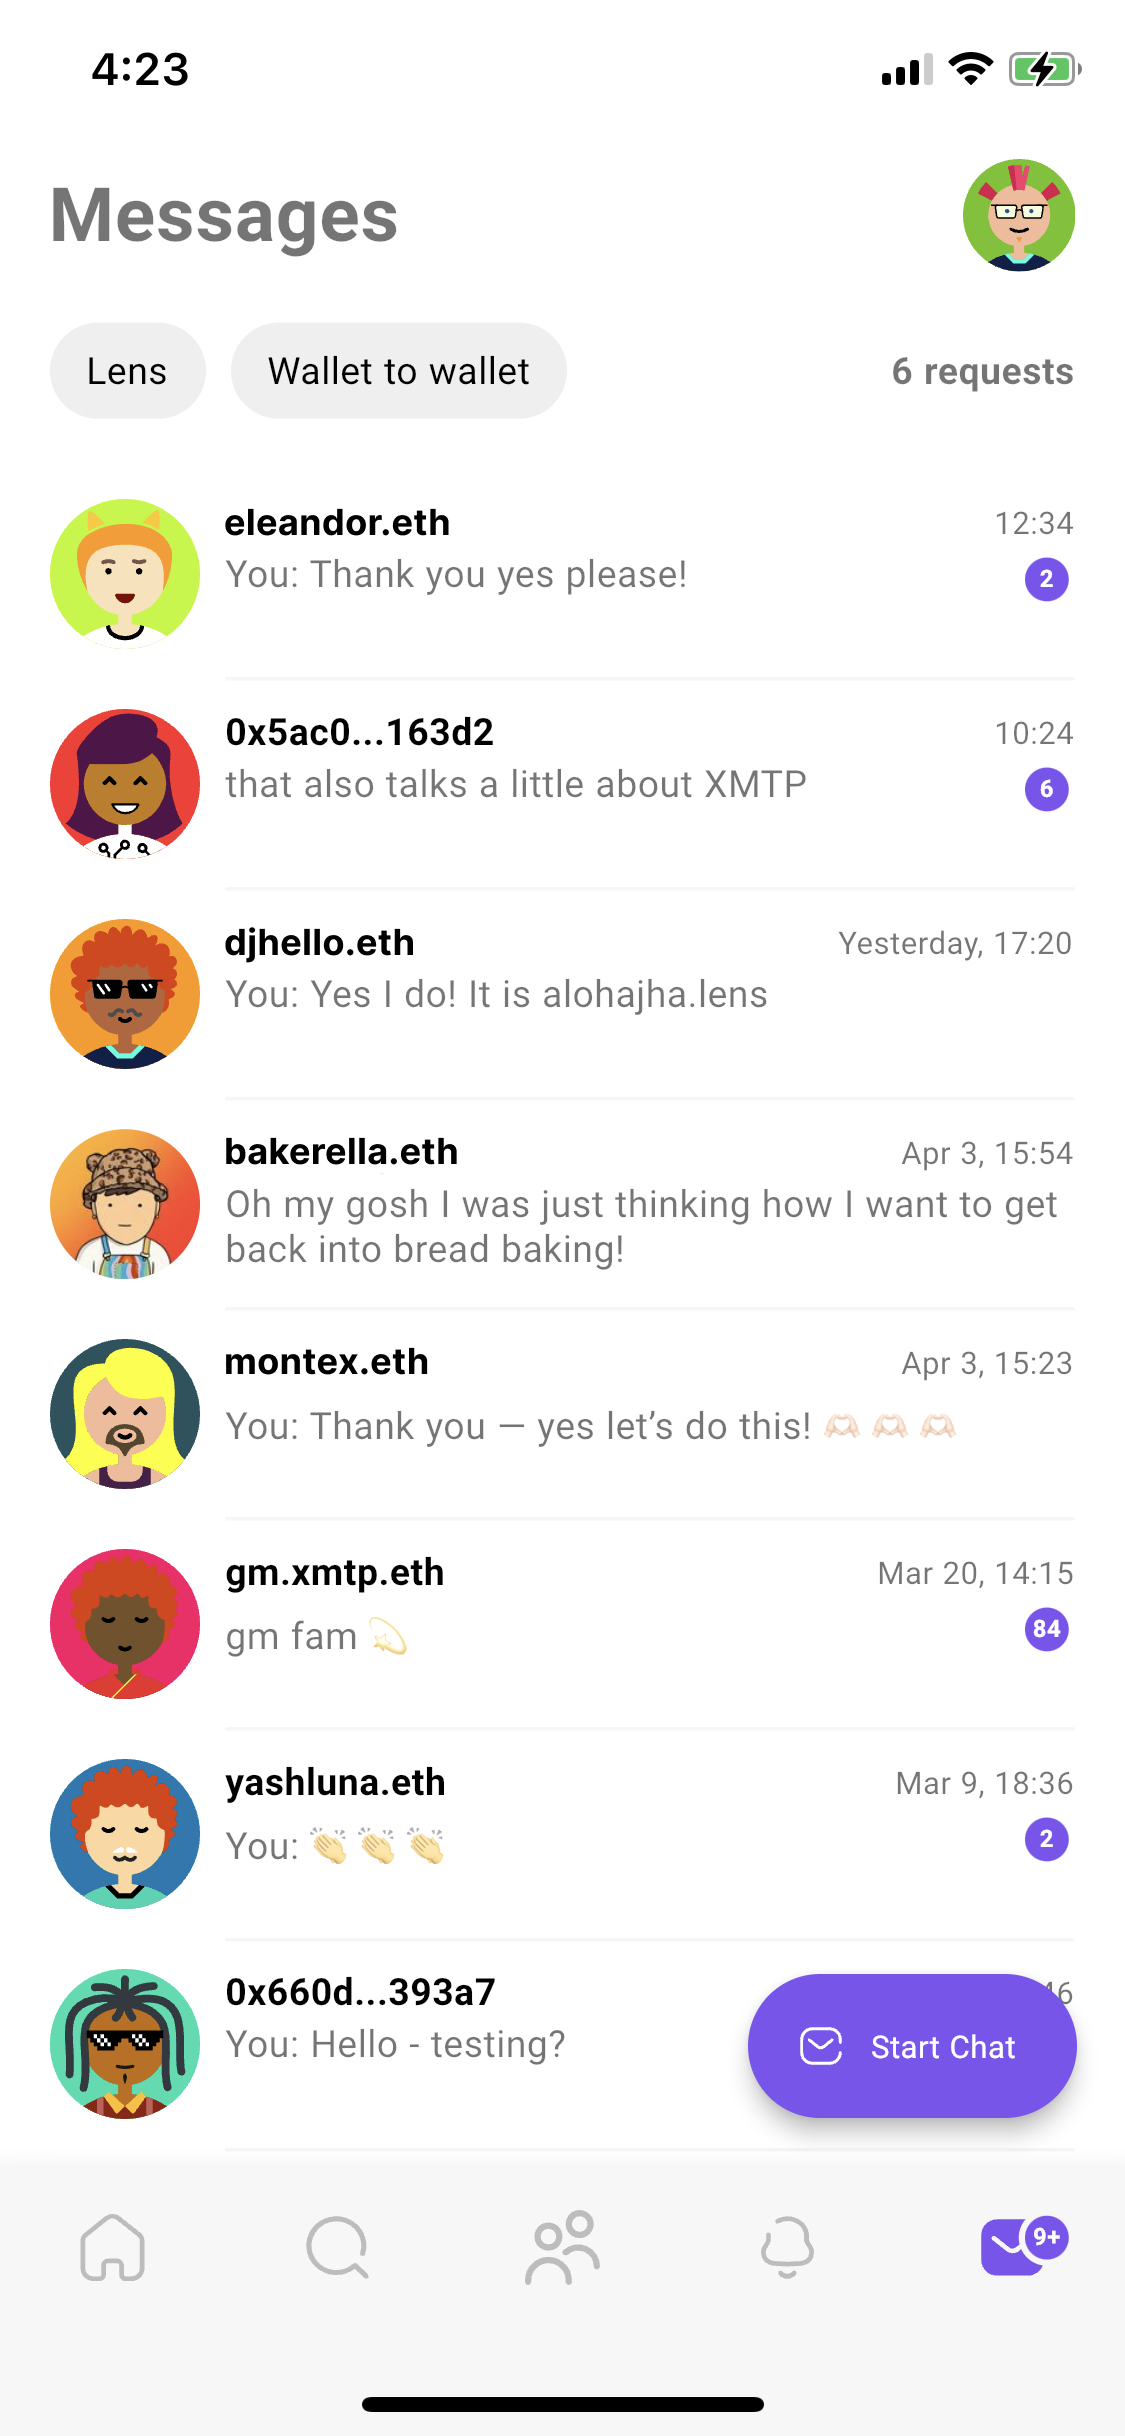 4:23
Messages
Lens
Wallet to wallet
6 requests
eleandor.eth
12:34
You: Thank you yes please!
2
0x5ac0...163d2
10:24
that also talks a little about XMTP
6
djhello.eth
Yesterday, 17:20
You: Yes I do! It is alohajha.lens
bakerella.eth
Apr 3, 15:54
Oh my gosh I was just thinking how I want to get
back into bread baking!
montex.eth
Apr 3, 15:23
You: Thank you — yes let’s do this! 🫶🏻 🫶🏻 🫶🏻
gm.xmtp.eth
Mar 20, 14:15
gm fam 💫
84
yashluna.eth
Mar 9, 18:36
You: 👏🏻 👏🏻 👏🏻
2
0x660d...393a7
You: Hello - testing?
Start Chat
9+